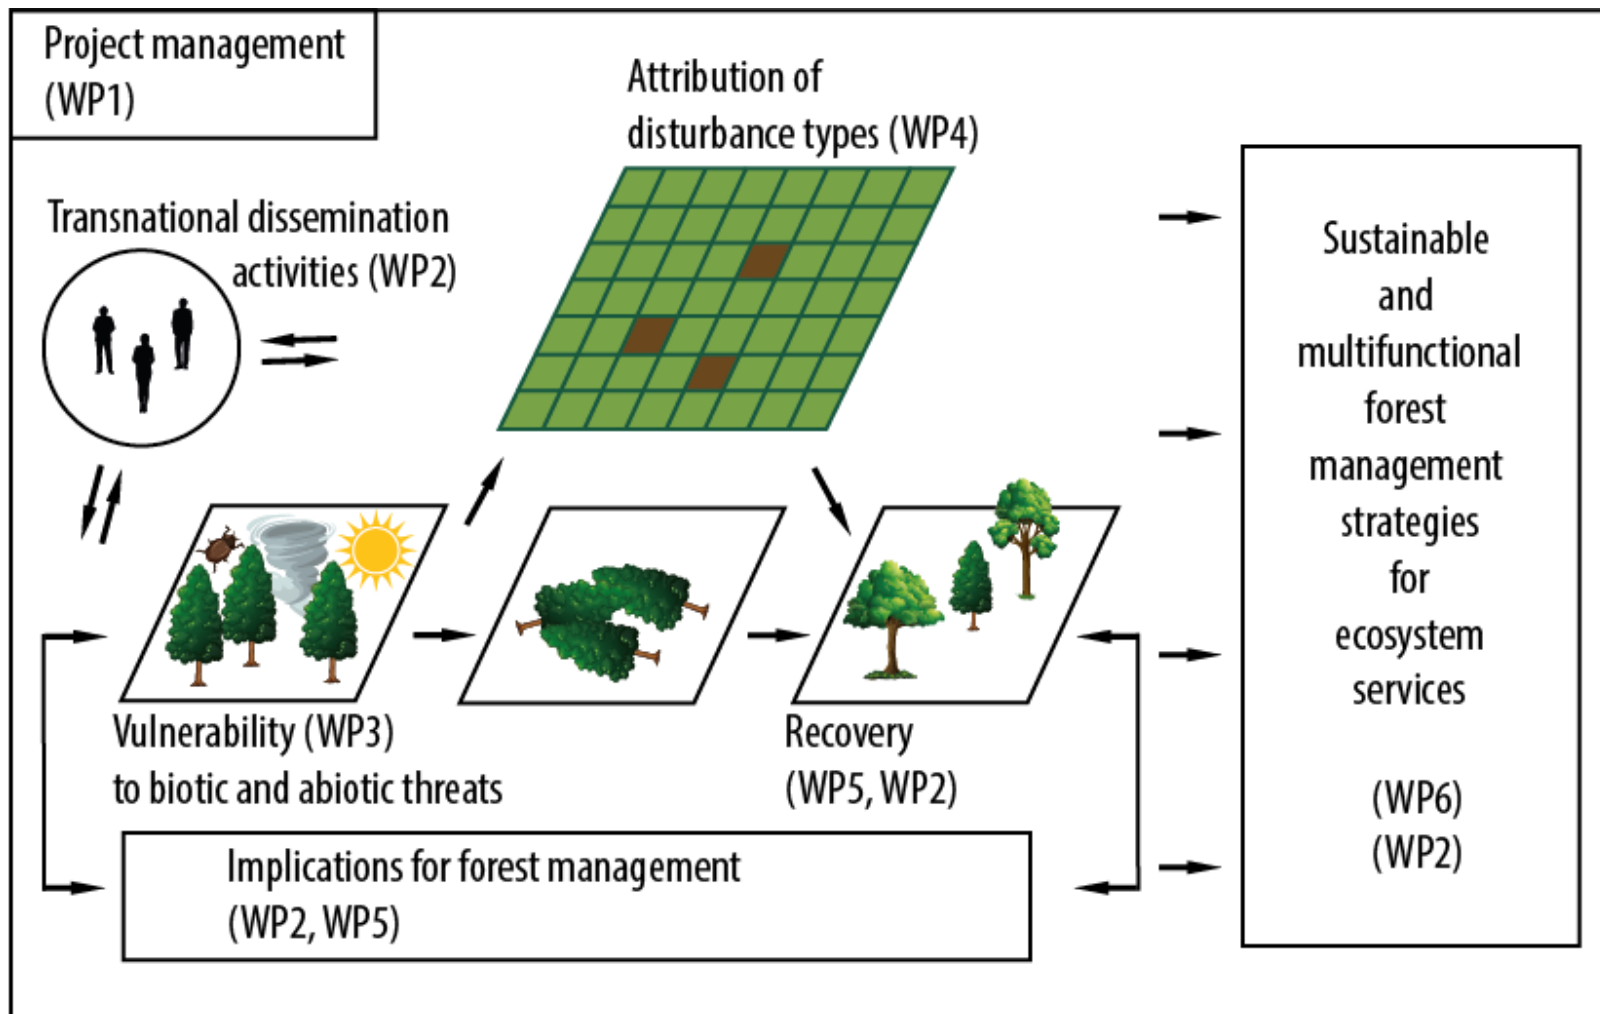 Project management
(WP1)
Attribution of
disturbance types (WP4)
Transnational dissemination
activities (WP2)
Vulnerability (WP3)
to biotic and abiotic threats
Recovery
(WP5, WP2)
Implications for forest management
(WP2, WP5)
Sustainable
and
multifunctional
forest
management
strategies
for
ecosystem
services
(WP6)
(WP2)